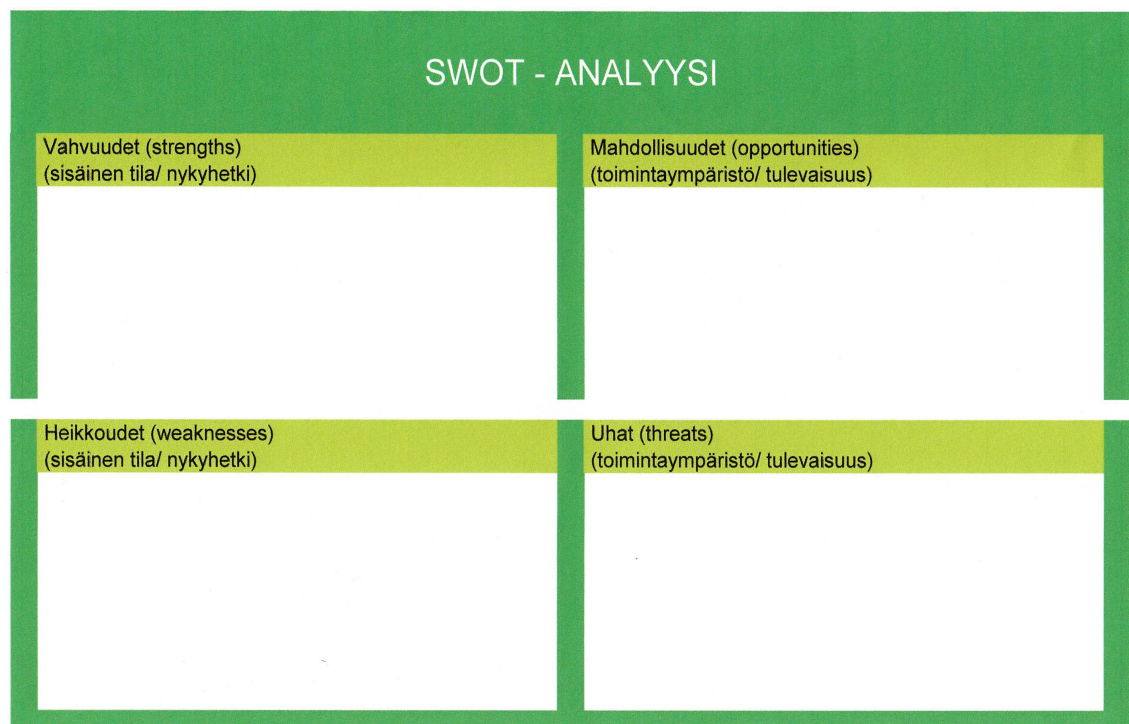 SWOT - ANALYYSI
Vahvuudet (strengths)
(sisäinen tila/ nykyhetki)
Mahdollisuudet (opportunities)
(toimintaympäristö/ tulevaisuus)
Heikkoudet (weaknesses)
(sisäinen tila/ nykyhetki)
Uhat (threats)
(toimintaympäristö/ tulevaisuus)